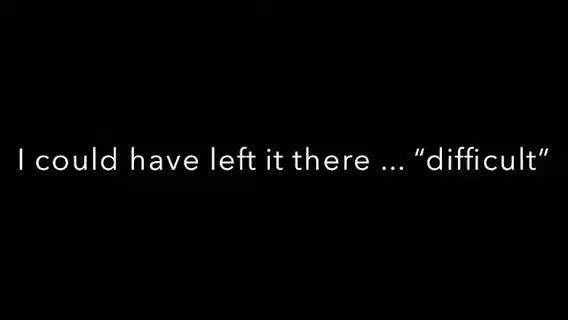 I could have left it there ... “difficult”